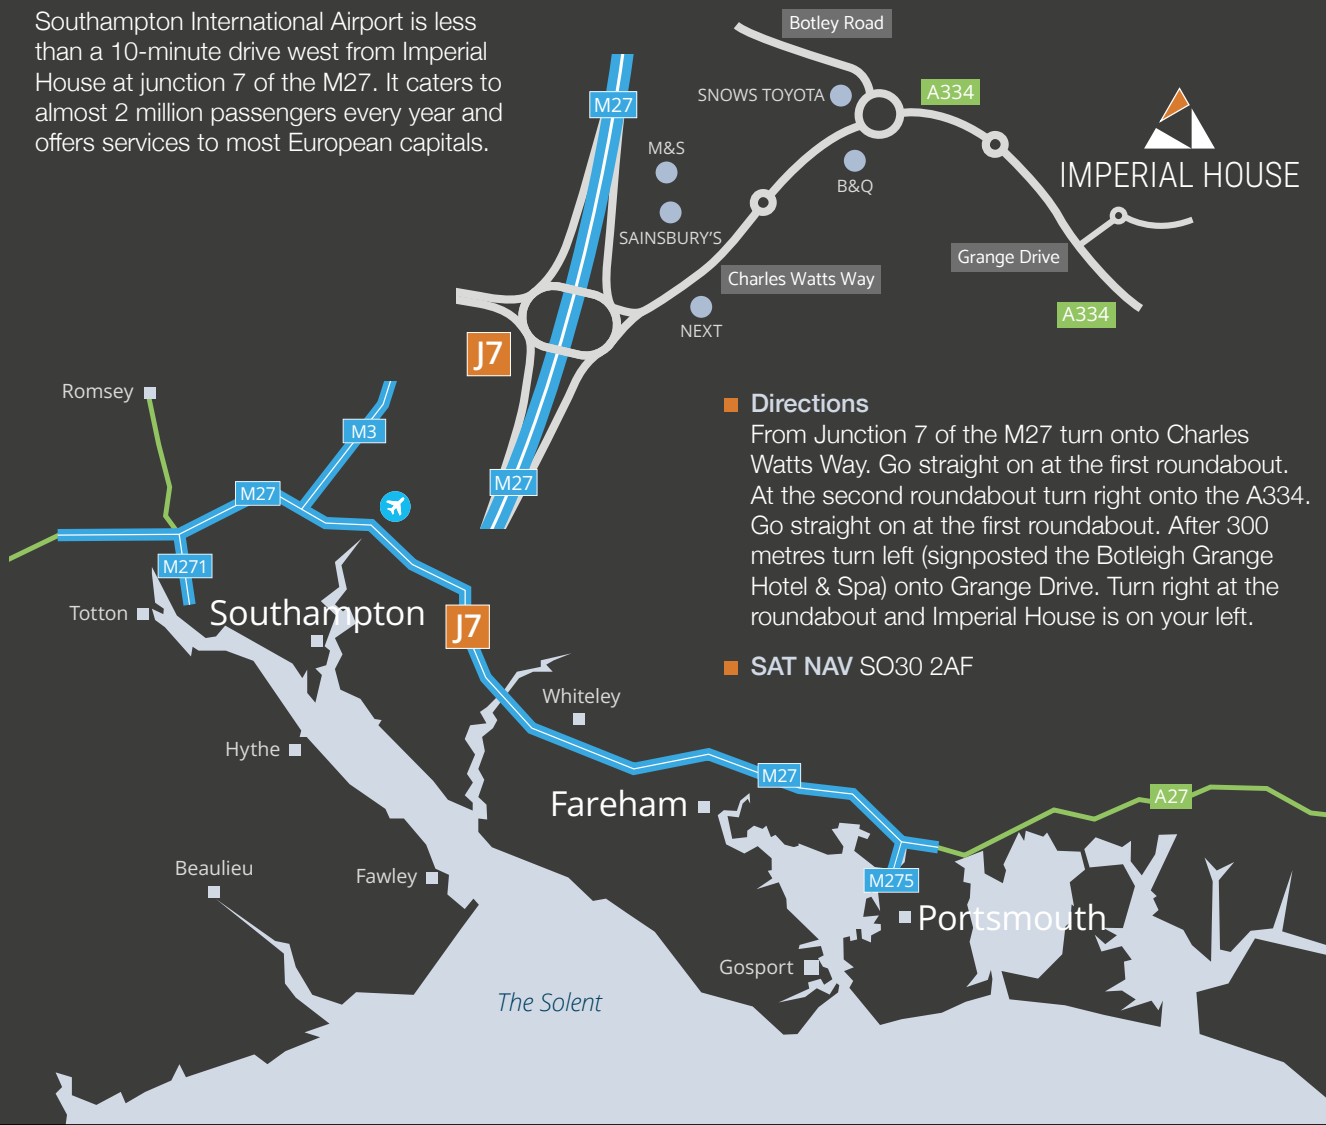 Southampton International Airport is less
than a 10-minute drive west from Imperial
House at junction 7 of the M27. It caters to
almost 2 million passengers every year and
offers services to most European capitals.
Botley Road
M27
SNOWS TOYOTA
A334
M&S
B&Q
IMPERIAL HOUSE
SAINSBURY'S
Grange Drive
Charles Watts Way
A334
NEXT
J7
M27
Directions
From Junction 7 of the M27 turn onto Charles
Watts Way. Go straight on at the first roundabout.
At the second roundabout turn right onto the A334.
Go straight on at the first roundabout. After 300
metres turn left (signposted the Botleigh Grange
Hotel & Spa) onto Grange Drive. Turn right at the
roundabout and Imperial House is on your left.
SAT NAV SO30 2AF
Romsey
M3
M27
M271
Totton
Southampton
J7
Whiteley
Hythe
M27
Fareham
A27
Beaulieu
Fawley
M275
Portsmouth
Gosport
The Solent